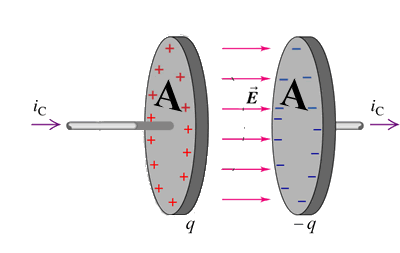 A A
i_C E⃗ i_C
q − q